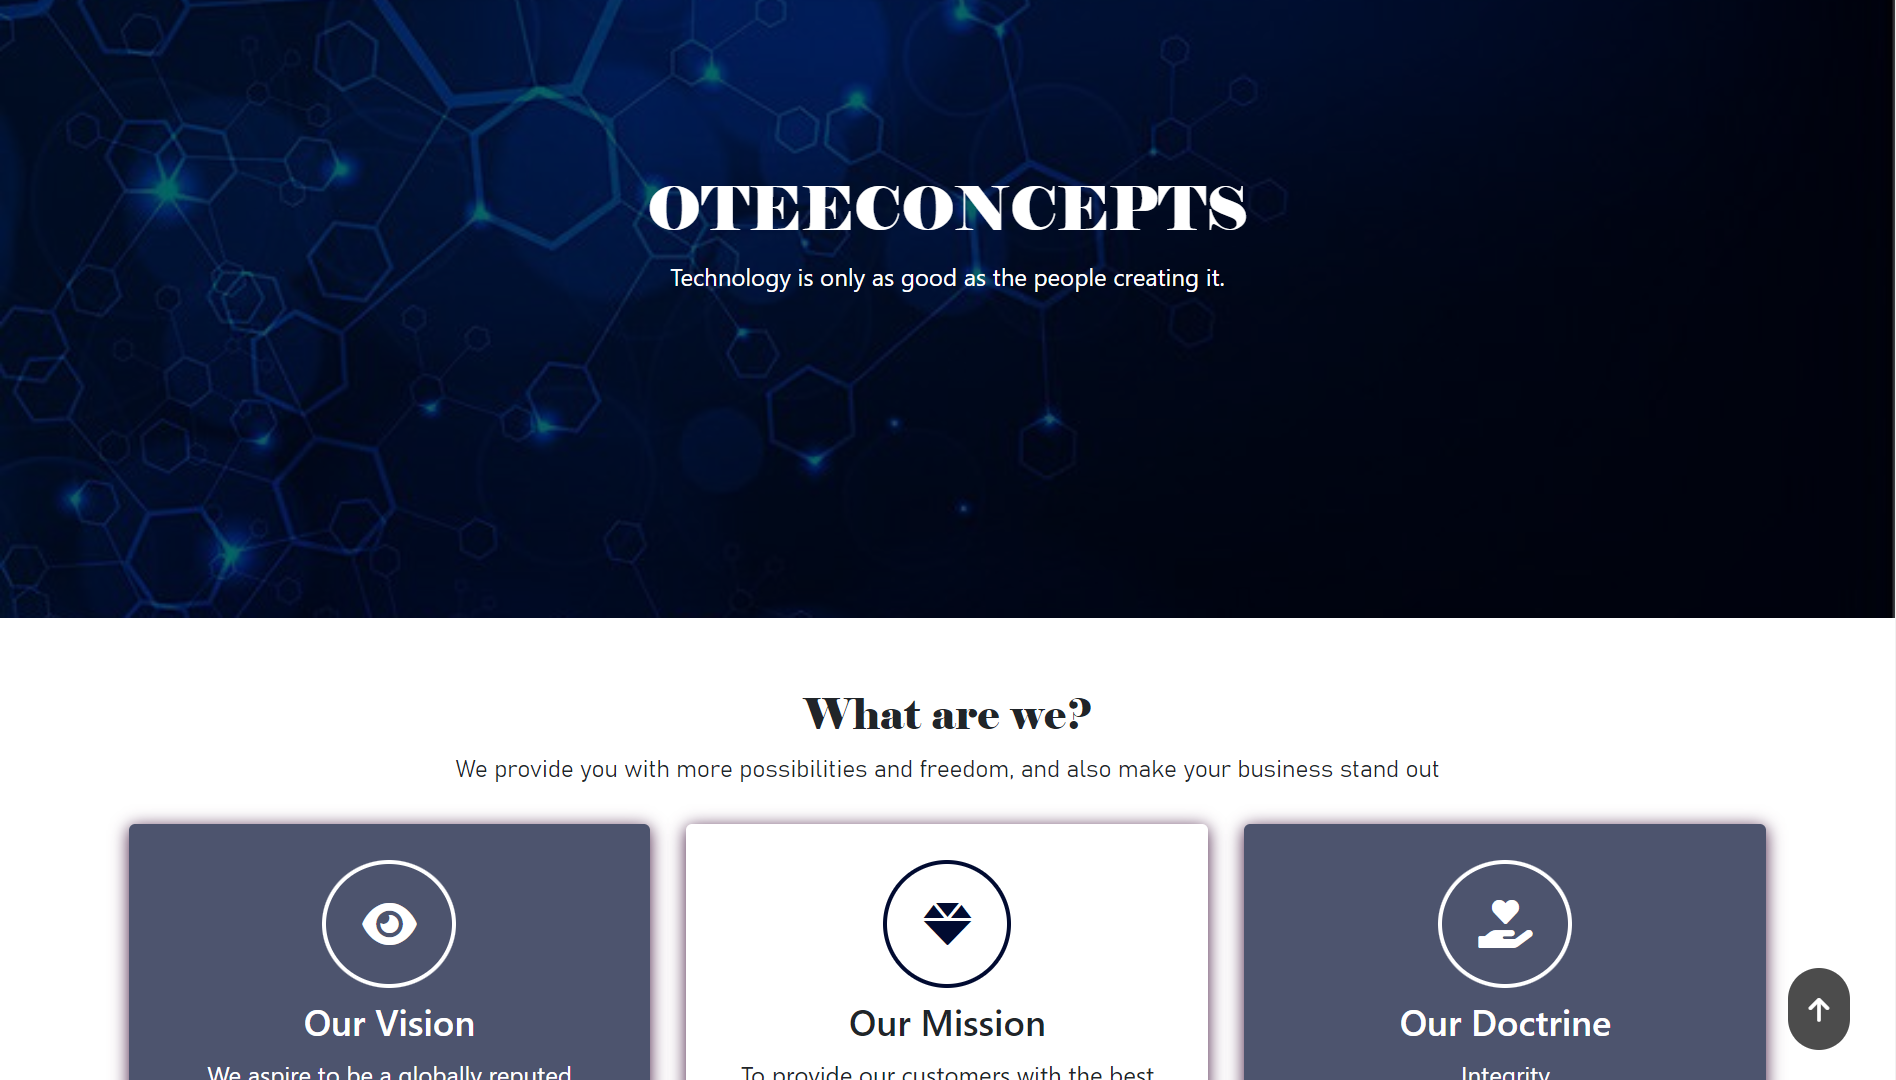 OTEECONCEPTS
Technology is only as good as the people creating it.
What are we?
We provide you with more possibilities and freedom, and also make your business stand out
Our Vision
We aspire to be a globally reputed
Our Mission
To provide our customers with the best
Our Doctrine
Integrity